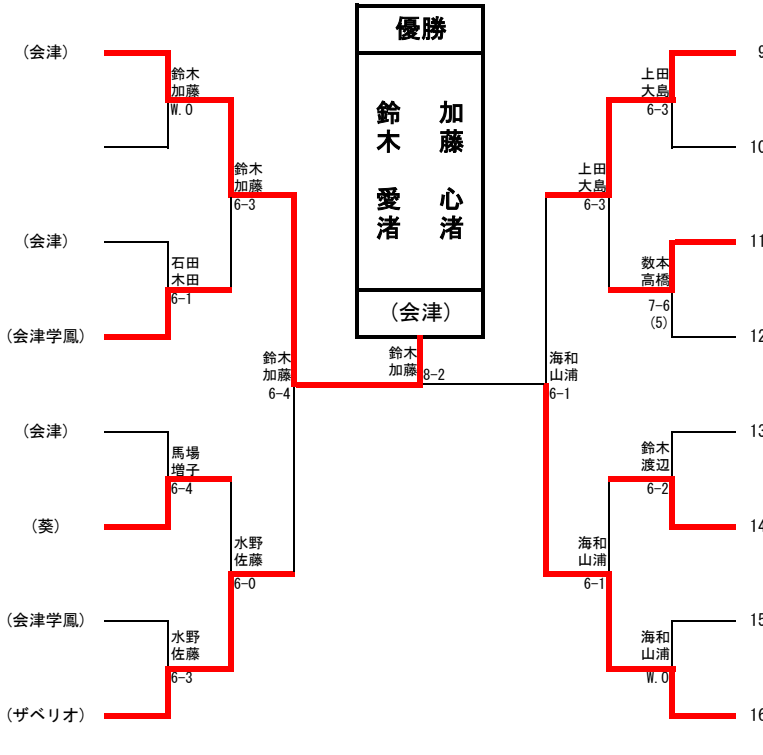 優勝
鈴木 愛渚
加藤 心渚
(会津)
(会津)
鈴木
加藤
W.O
鈴木
加藤
6-3
(会津)
石田
木田
6-1
(会津学鳳)
鈴木
加藤
6-4
(会津)
馬場
増子
6-4
(葵)
水野
佐藤
6-0
(会津学鳳)
水野
佐藤
6-3
(ザベリオ)
鈴木
加藤
8-2
海和
山浦
6-1
上田
大島
6-3
上田
大島
6-3
数本
高橋
7-6
(5)
鈴木
渡辺
6-2
海和
山浦
6-1
海和
山浦
W.O
9
10
11
12
13
14
15
16